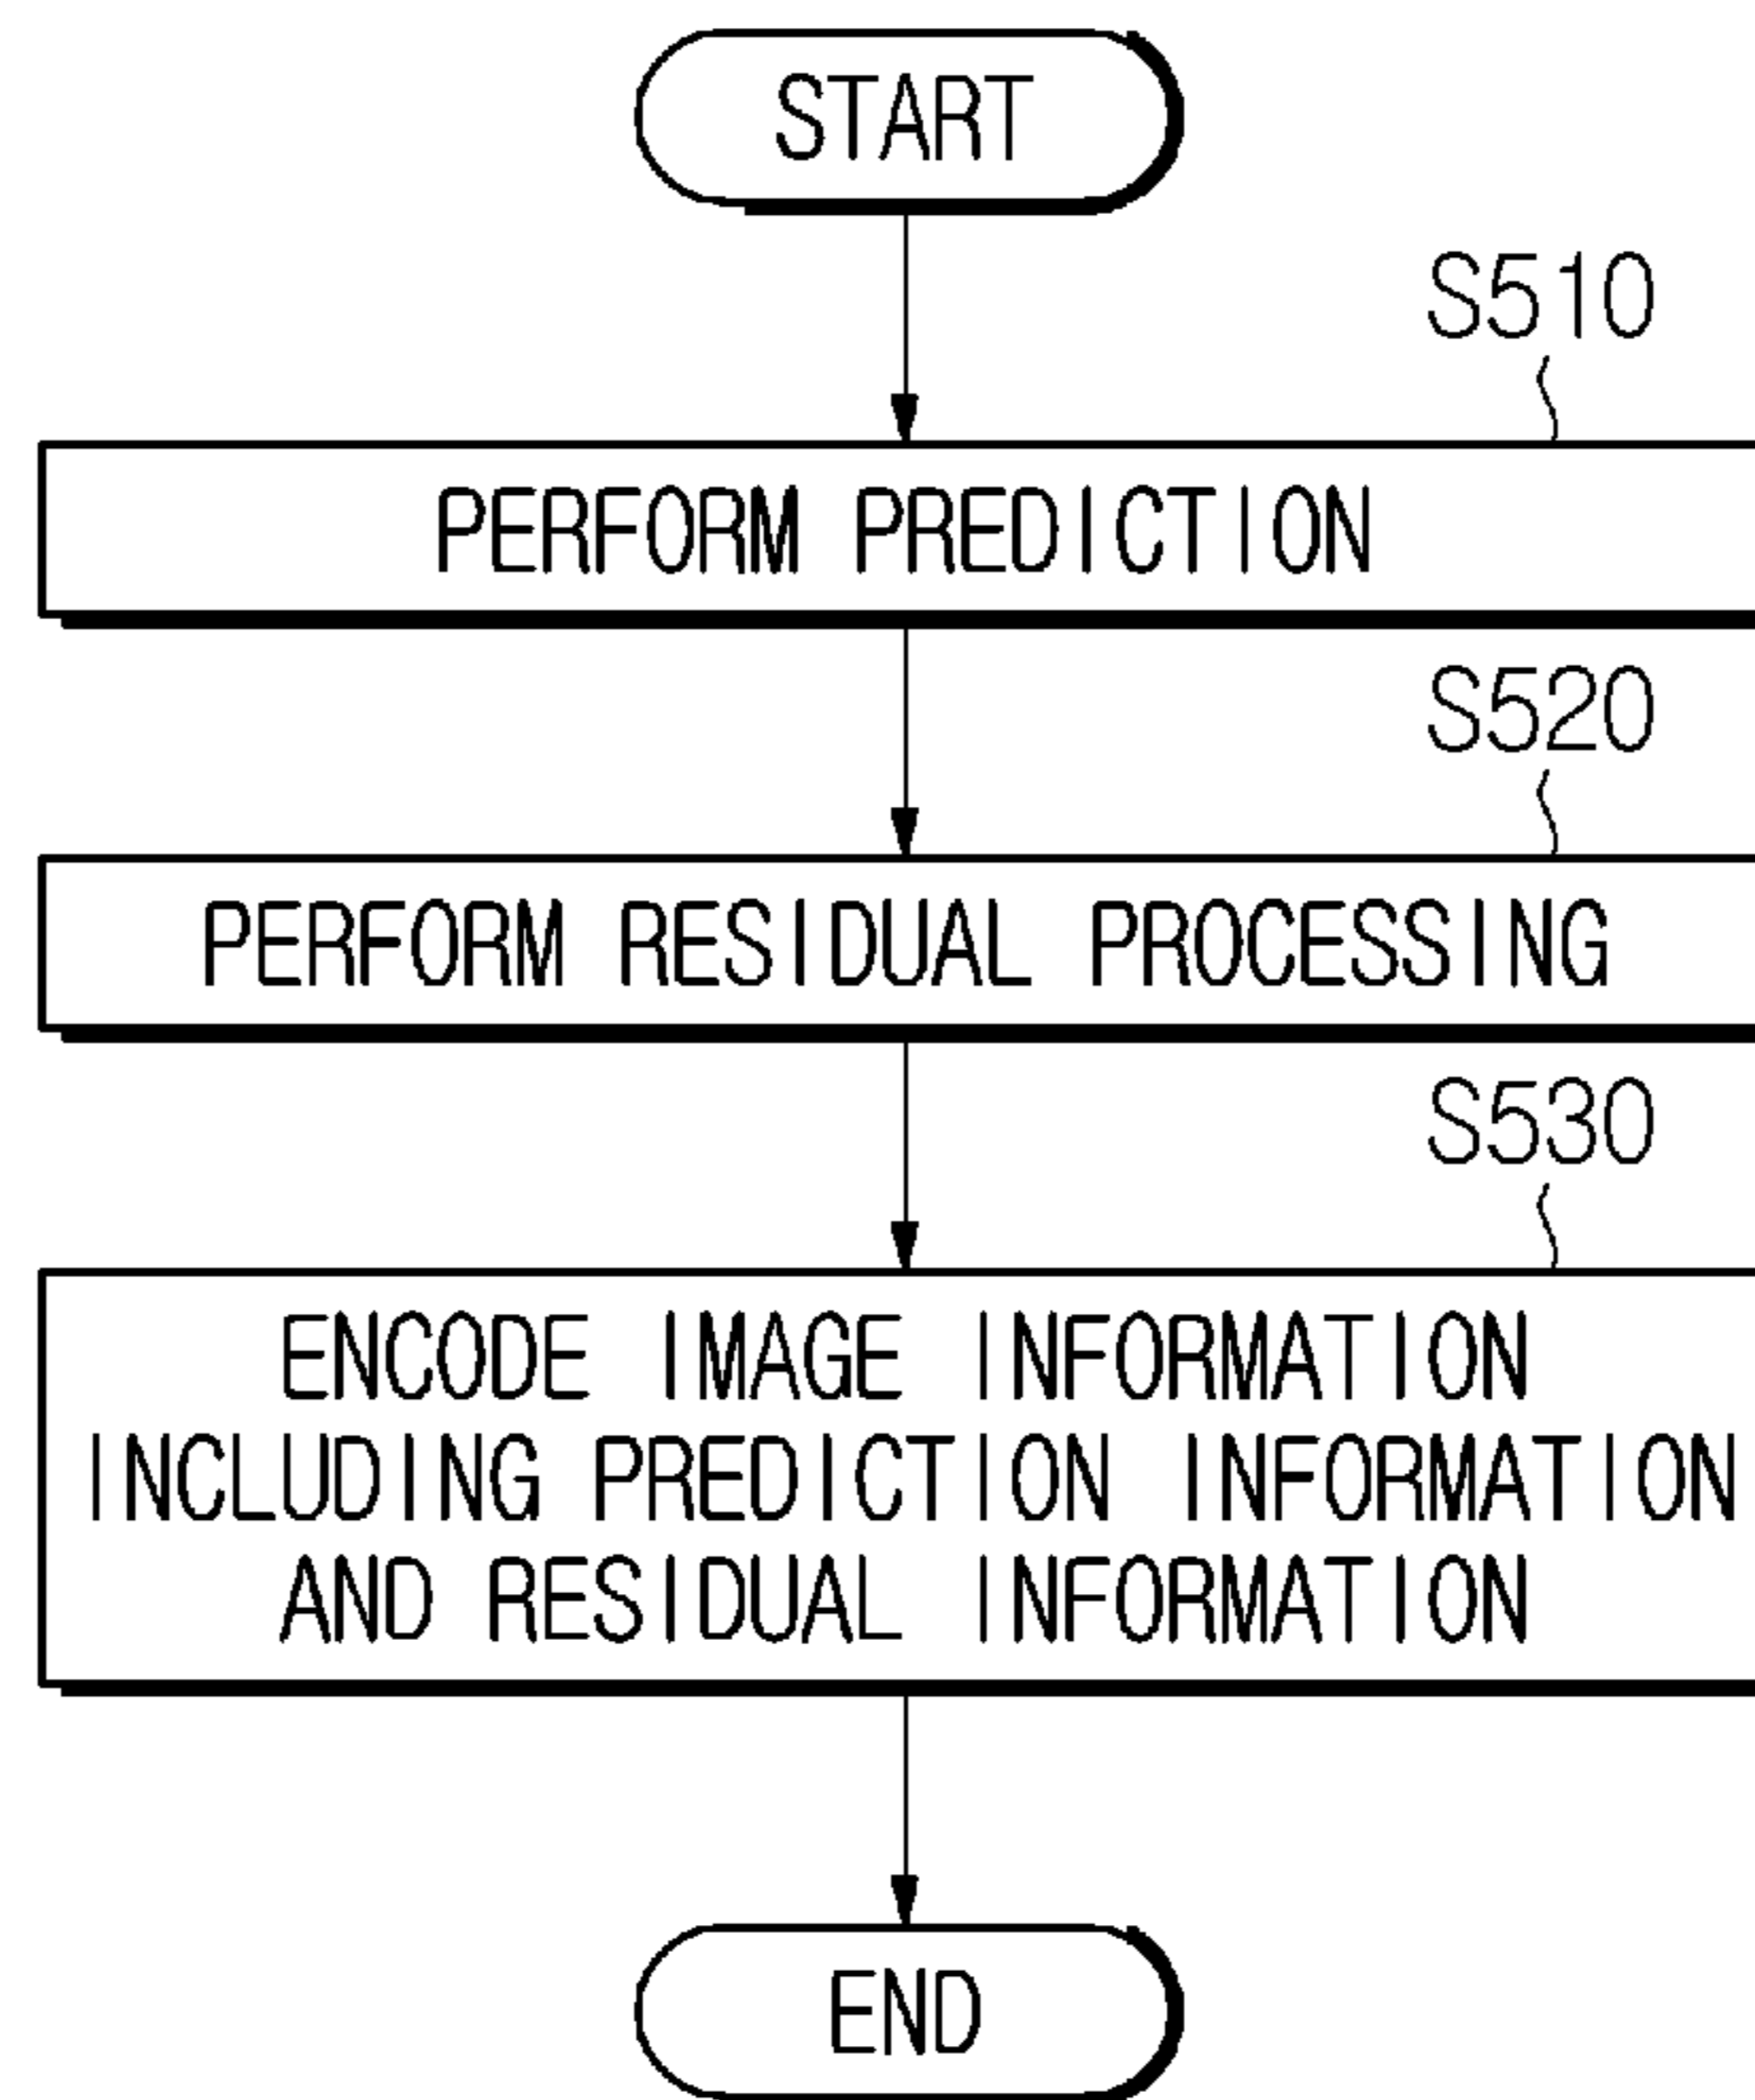 START
S510
PERFORM PREDICTION
S520
PERFORM RESIDUAL PROCESSING
S530
ENCODE IMAGE INFORMATION
INCLUDING PREDICTION INFORMATION
AND RESIDUAL INFORMATION
END